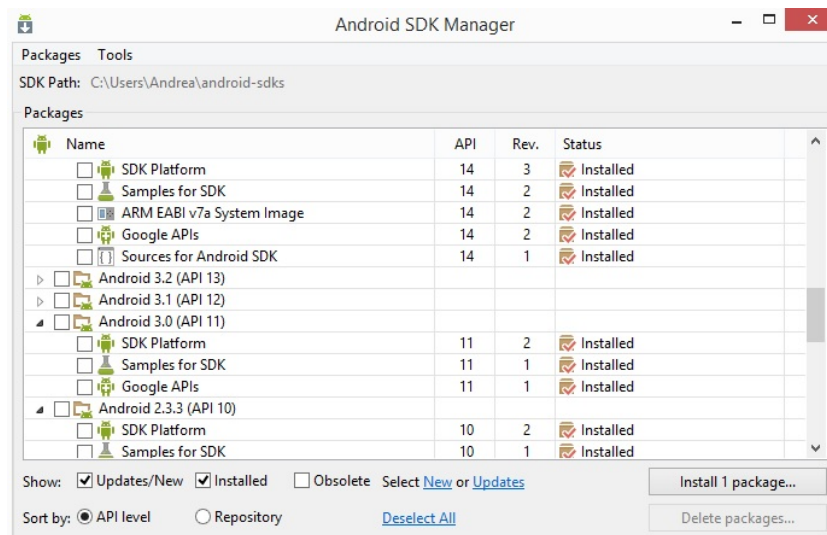 Android SDK Manager
Packages Tools
SDK Path: C:\Users\Andrea\android-sdks
Packages
Name API Rev. Status
SDK Platform 14 3 Installed
Samples for SDK 14 2 Installed
ARM EABI v7a System Image 14 2 Installed
Google APIs 14 2 Installed
Sources for Android SDK 14 1 Installed
Android 3.2 (API 13)
Android 3.1 (API 12)
Android 3.0 (API 11)
SDK Platform 11 2 Installed
Samples for SDK 11 1 Installed
Google APIs 11 1 Installed
Android 2.3.3 (API 10)
SDK Platform 10 2 Installed
Samples for SDK 10 1 Installed
Show: Updates/New Installed Obsolete Select New or Updates Install 1 package...
Sort by: API level Repository Deselect All Delete packages...